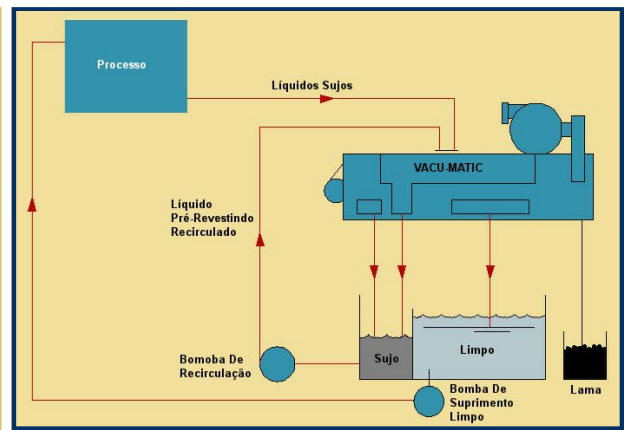 Processo
Líquidos Sujos
VACU-MATIC
Líquido
Pré-Revestindo
Recirculado
Bomoba De
Recirculação
Sujo
Limpo
Bomba De
Suprimento
Limpo
Lama